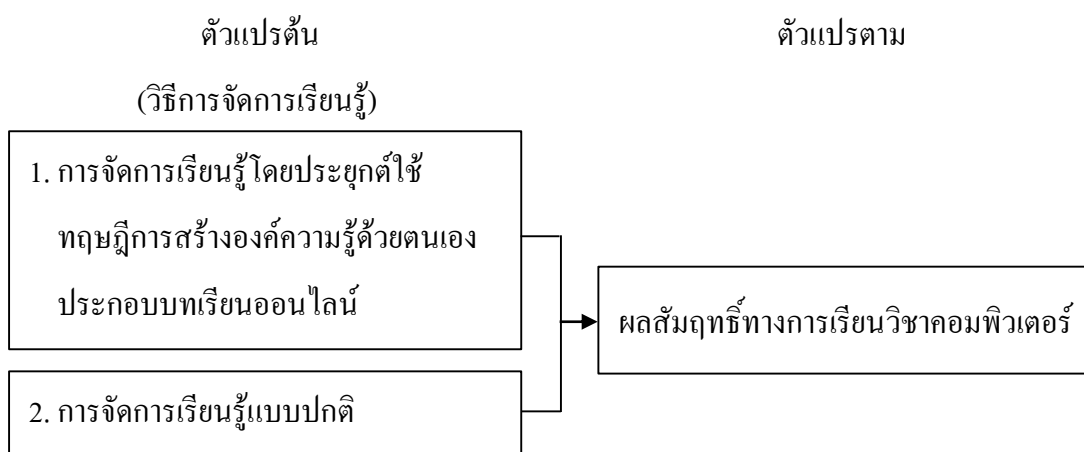 ตัวแปรต้น
ตัวแปรตาม
(วิธีการจัดการเรียนรู้)
1. การจัดการเรียนรู้โดยประยุกต์ใช้
ทฤษฎีการสร้างองค์ความรู้ด้วยตนเอง
ประกอบบทเรียนออนไลน์
ผลสัมฤทธิ์ทางการเรียนวิชาคอมพิวเตอร์
2. การจัดการเรียนรู้แบบปกติ